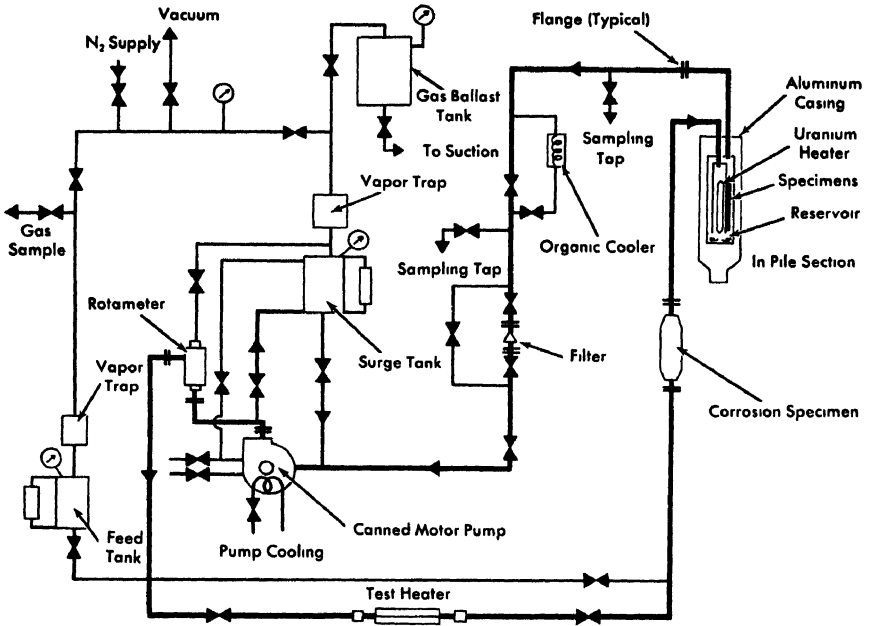 Vacuum
N2 Supply
Flange (Typical)
Gas Ballast
Tank
To Suction
Sampling
Tap
Aluminum
Casing
Uranium
Heater
Specimens
Reservoir
In Pile Section
Vapor Trap
Organic Cooler
Gas
Sample
Sampling Tap
Rotameter
Surge Tank
Filter
Vapor
Trap
Corrosion Specimen
Canned Motor Pump
Feed
Tank
Pump Cooling
Test Heater